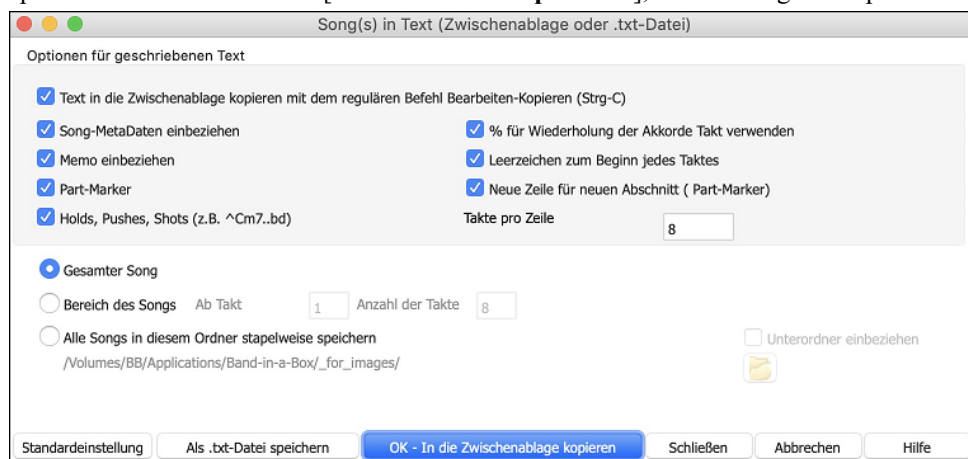 Song(s) in Text (Zwischenablage oder .txt-Datei)
Optionen für geschriebenen Text
Text in die Zwischenablage kopieren mit dem regulären Befehl Bearbeiten-Kopieren (Strg-C)
Song-MetaDaten einbeziehen
% für Wiederholung der Akkorde Takt verwenden
Memo einbeziehen
Leerzeichen zum Beginn jedes Taktes
Part-Marker
Neue Zeile für neuen Abschnitt ( Part-Marker)
Holds, Pushes, Shots (z.B. ^Cm7..bd)
Takte pro Zeile 8
Gesamter Song
Bereich des Songs Ab Takt 1 Anzahl der Takte 8
Alle Songs in diesem Ordner stapelweise speichern
Unterordner einbeziehen
/Volumes/BB/Applications/Band-in-a-Box/_for_images/
Standardeinstellung Als .txt-Datei speichern OK - In die Zwischenablage kopieren Schließen Abbrechen Hilfe